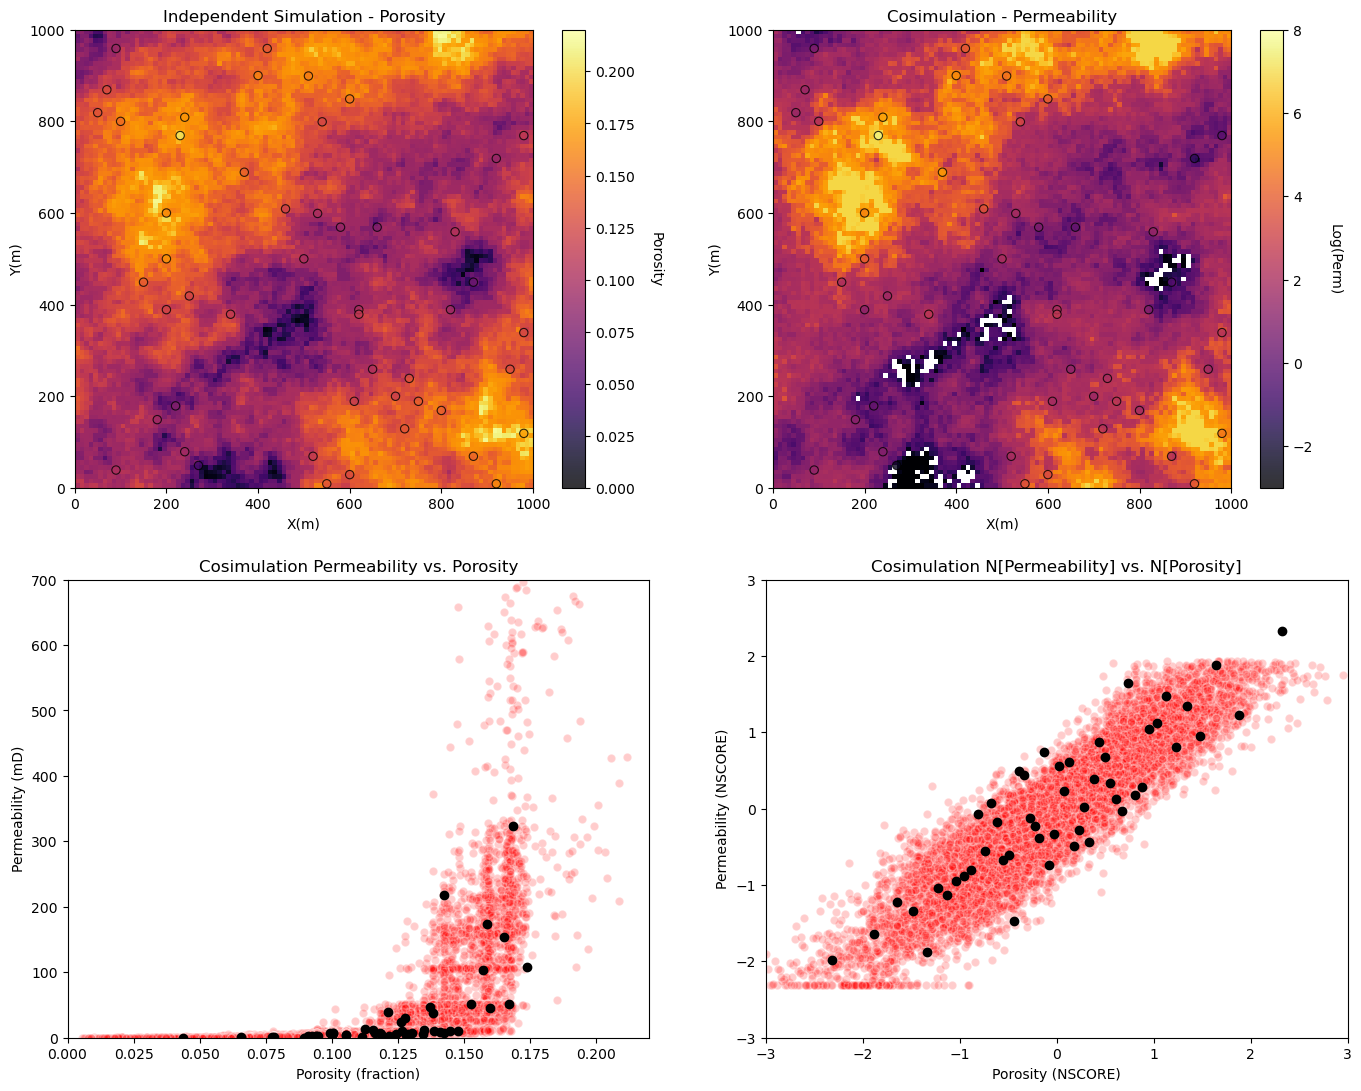 Independent Simulation - Porosity
1000
800
600
400
200
0
0 200 400 600 800 1000
X(m)
Y(m)
0.200
0.175
0.150
0.125
0.100
0.075
0.050
0.025
0.000
Porosity
Cosimulation - Permeability
1000
800
600
400
200
0
0 200 400 600 800 1000
X(m)
Y(m)
8
6
4
2
0
−2
Log(Perm)
Cosimulation Permeability vs. Porosity
700
600
500
400
300
200
100
0
0.000 0.025 0.050 0.075 0.100 0.125 0.150 0.175 0.200
Porosity (fraction)
Permeability (mD)
Cosimulation N[Permeability] vs. N[Porosity]
3
2
1
0
−1
−2
−3
−3 −2 −1 0 1 2 3
Porosity (NSCORE)
Permeability (NSCORE)